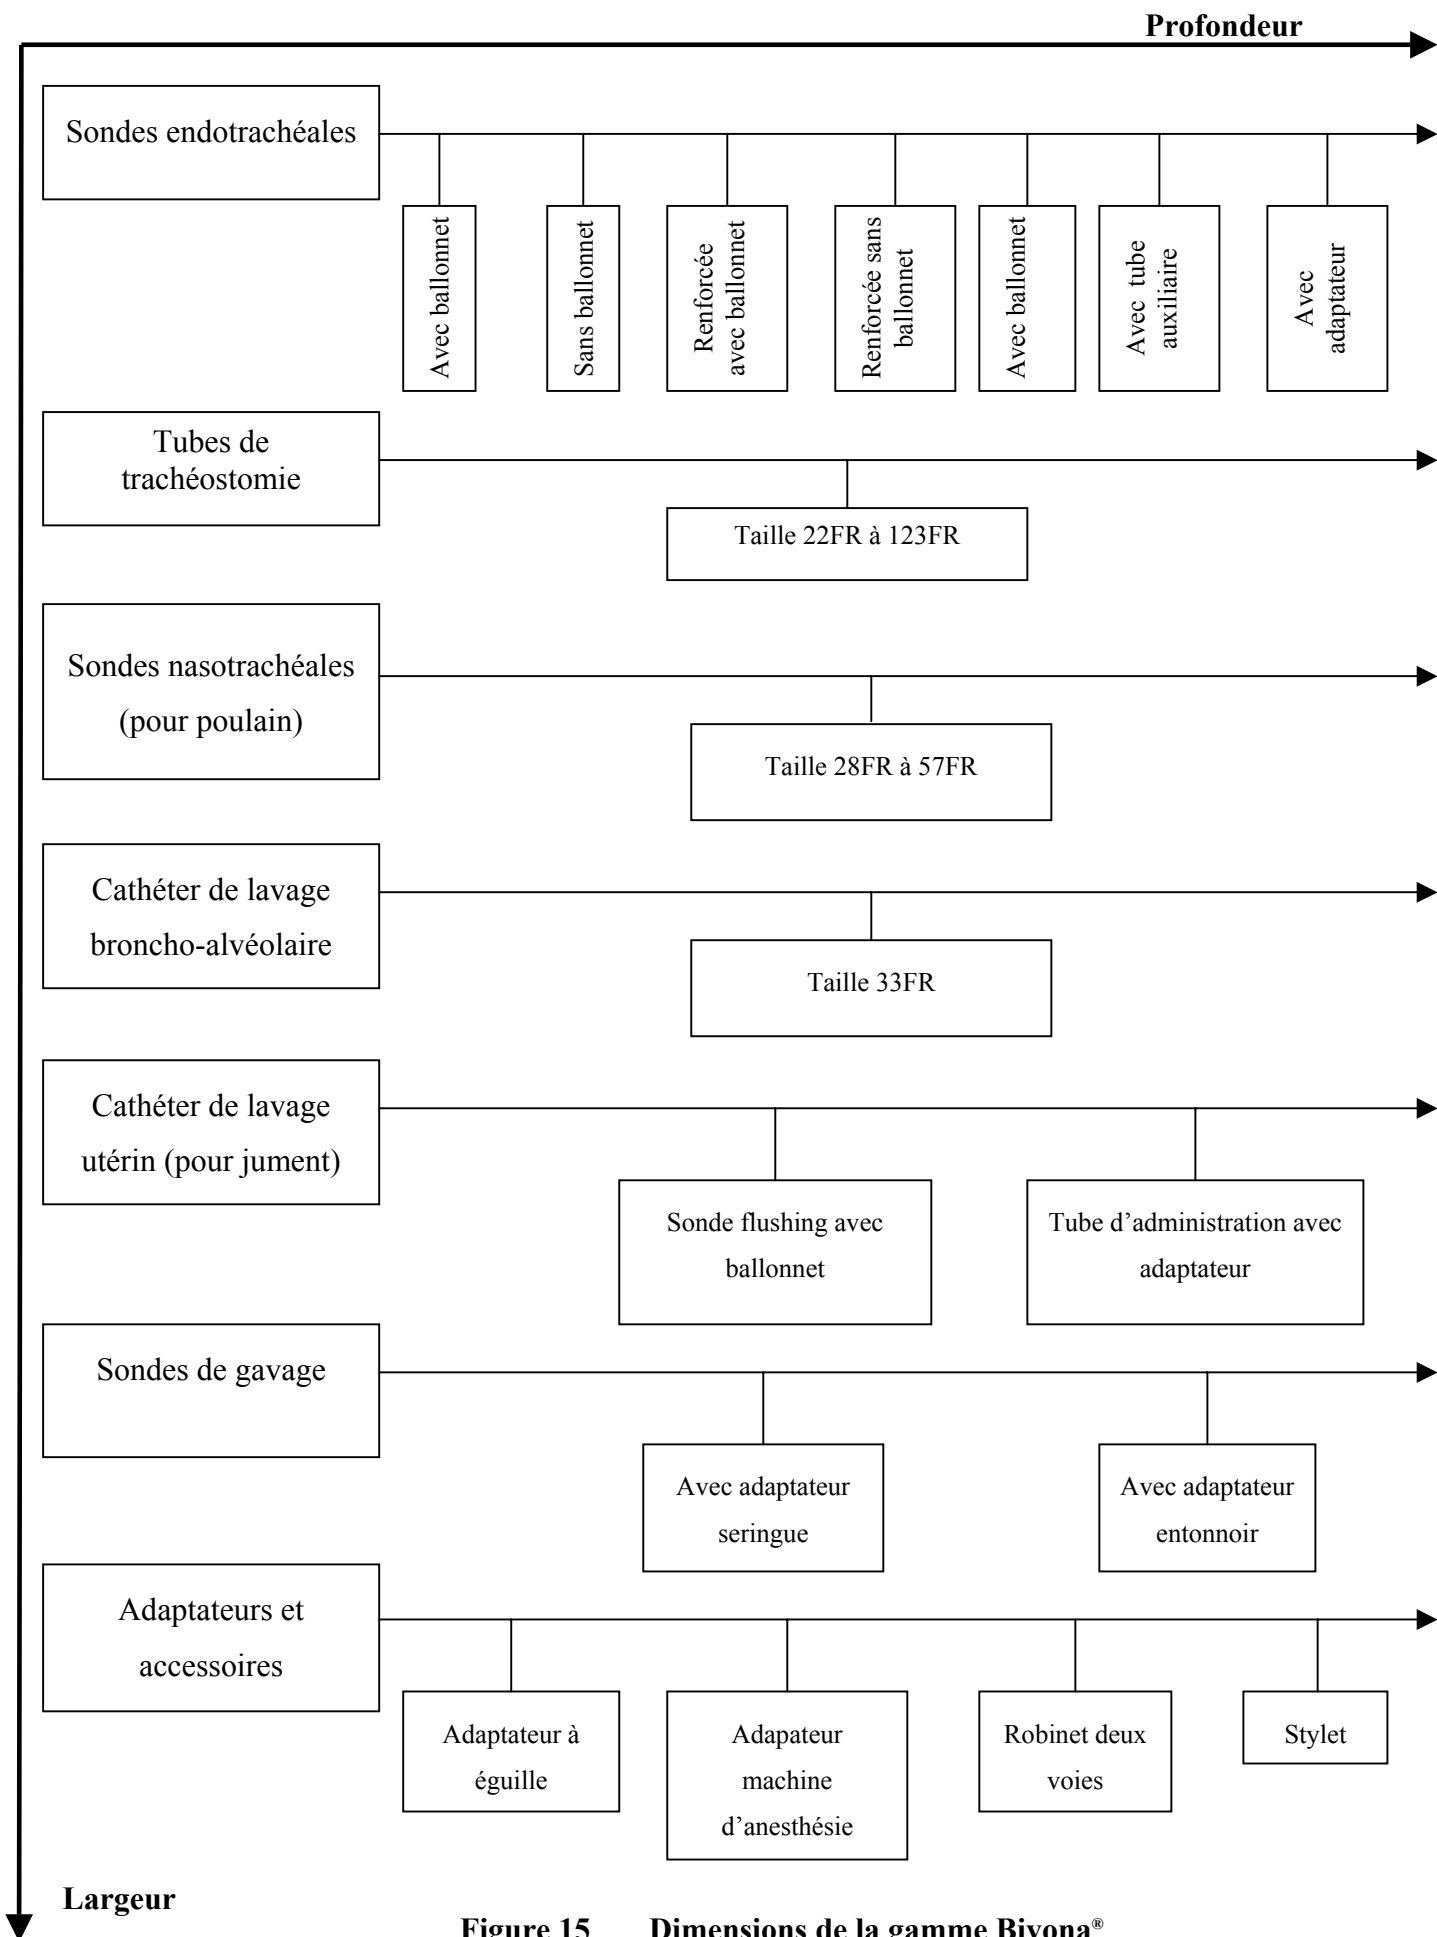 Profondeur
Sondes endotrachéales
Avec ballonnet
Sans ballonnet
Renforcée
avec ballonnet
Renforcée sans
ballonnet
Avec ballonnet
Avec tube
auxiliaire
Avec
adaptateur
Tubes de
trachéostomie
Taille 22FR à 123FR
Sondes nasotrachéales
(pour poulain)
Taille 28FR à 57FR
Cathéter de lavage
broncho-alvéolaire
Taille 33FR
Cathéter de lavage
utérin (pour jument)
Sonde flushing avec
ballonnet
Tube d’administration avec
adaptateur
Sondes de gavage
Avec adaptateur
seringue
Avec adaptateur
entonnoir
Adaptateurs et
accessoires
Adaptateur à
éguille
Adapateur
machine
d’anesthésie
Robinet deux
voies
Stylet
Largeur
Figure 15 Dimensions de la gamme Bivona®